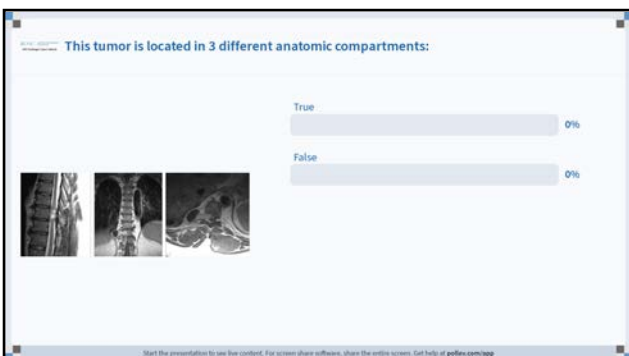 This tumor is located in 3 different anatomic compartments:
True
0%
False
0%
Start the presentation to see live content. For screen share software, share the entire screen. Get help at pollev.com/app